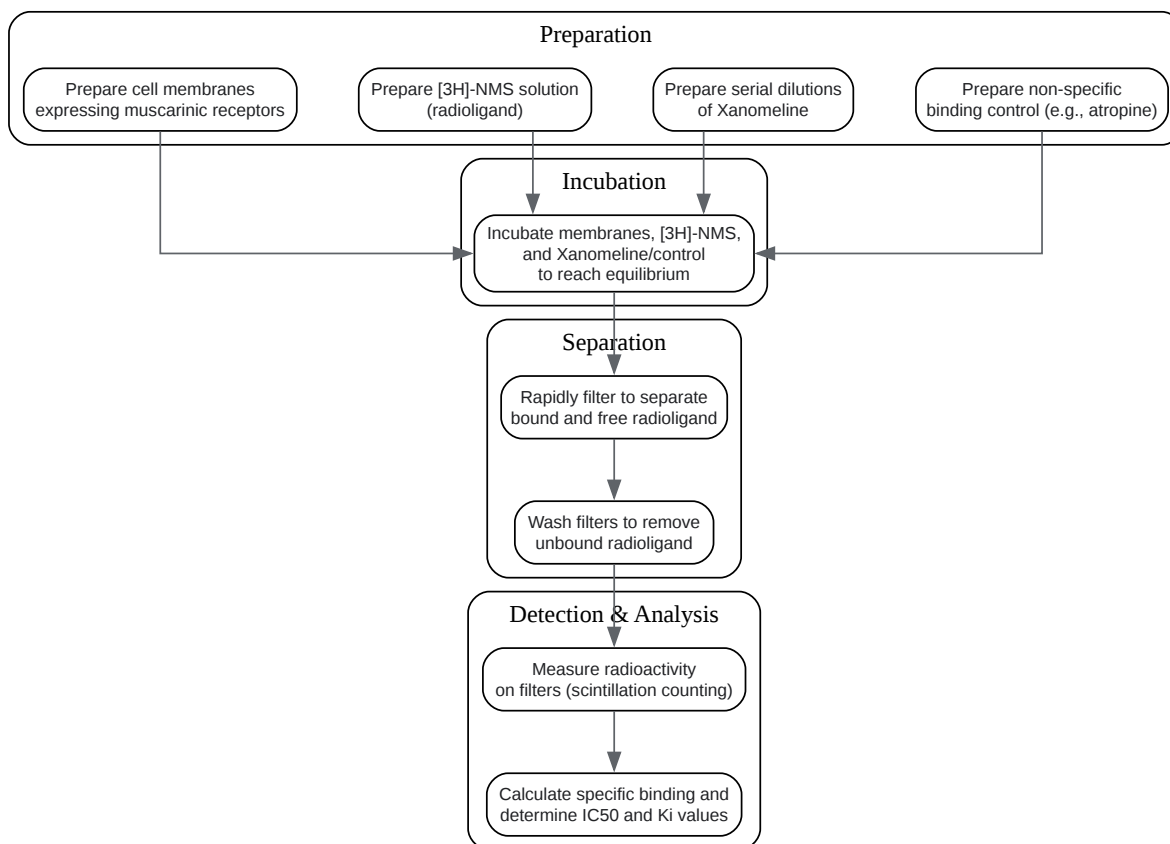 Preparation
Prepare cell membranes
expressing muscarinic receptors
Prepare [3H]-NMS solution
(radioligand)
Prepare serial dilutions
of Xanomeline
Prepare non-specific
binding control (e.g., atropine)
Incubation
Incubate membranes, [3H]-NMS,
and Xanomeline/control
to reach equilibrium
Separation
Rapidly filter to separate
bound and free radioligand
Wash filters to remove
unbound radioligand
Detection & Analysis
Measure radioactivity
on filters (scintillation counting)
Calculate specific binding and
determine IC50 and Ki values